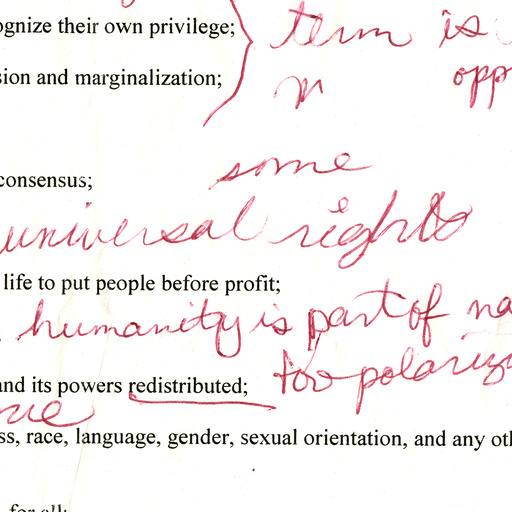 ognize their own privilege;
term is
sion and marginalization;
opp
some
consensus;
universal rights
life to put people before profit;
humanity is part of na
and its powers redistributed;
too polariz
ss, race, language, gender, sexual orientation, and any oth
for all;